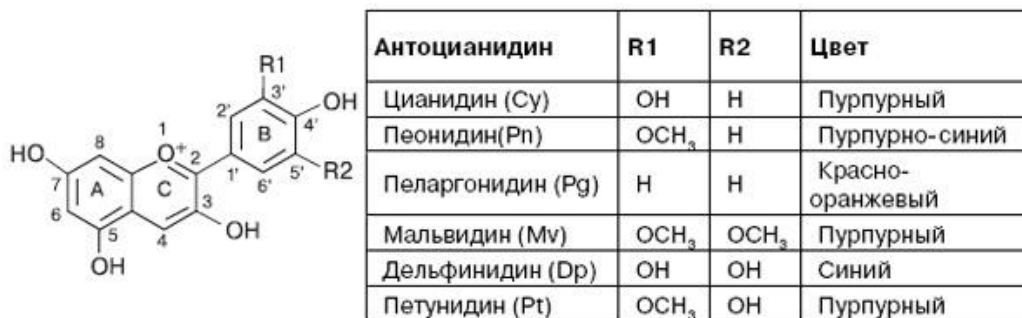 R1
3'
2'
OH
4'
B
8
1
O+
2
1'
5'
R2
HO
6'
7
A
C
3
6
5
4
OH
OH
Антоцианидин R1 R2 Цвет
Цианидин (Cy) OH H Пурпурный
Пеонидин(Pn) OCH₃ H Пурпурно-синий
Пеларгонидин (Pg) H H Красно-
оранжевый
Мальвидин (Mv) OCH₃ OCH₃ Пурпурный
Дельфинидин (Dp) OH OH Синий
Петунидин (Pt) OCH₃ OH Пурпурный